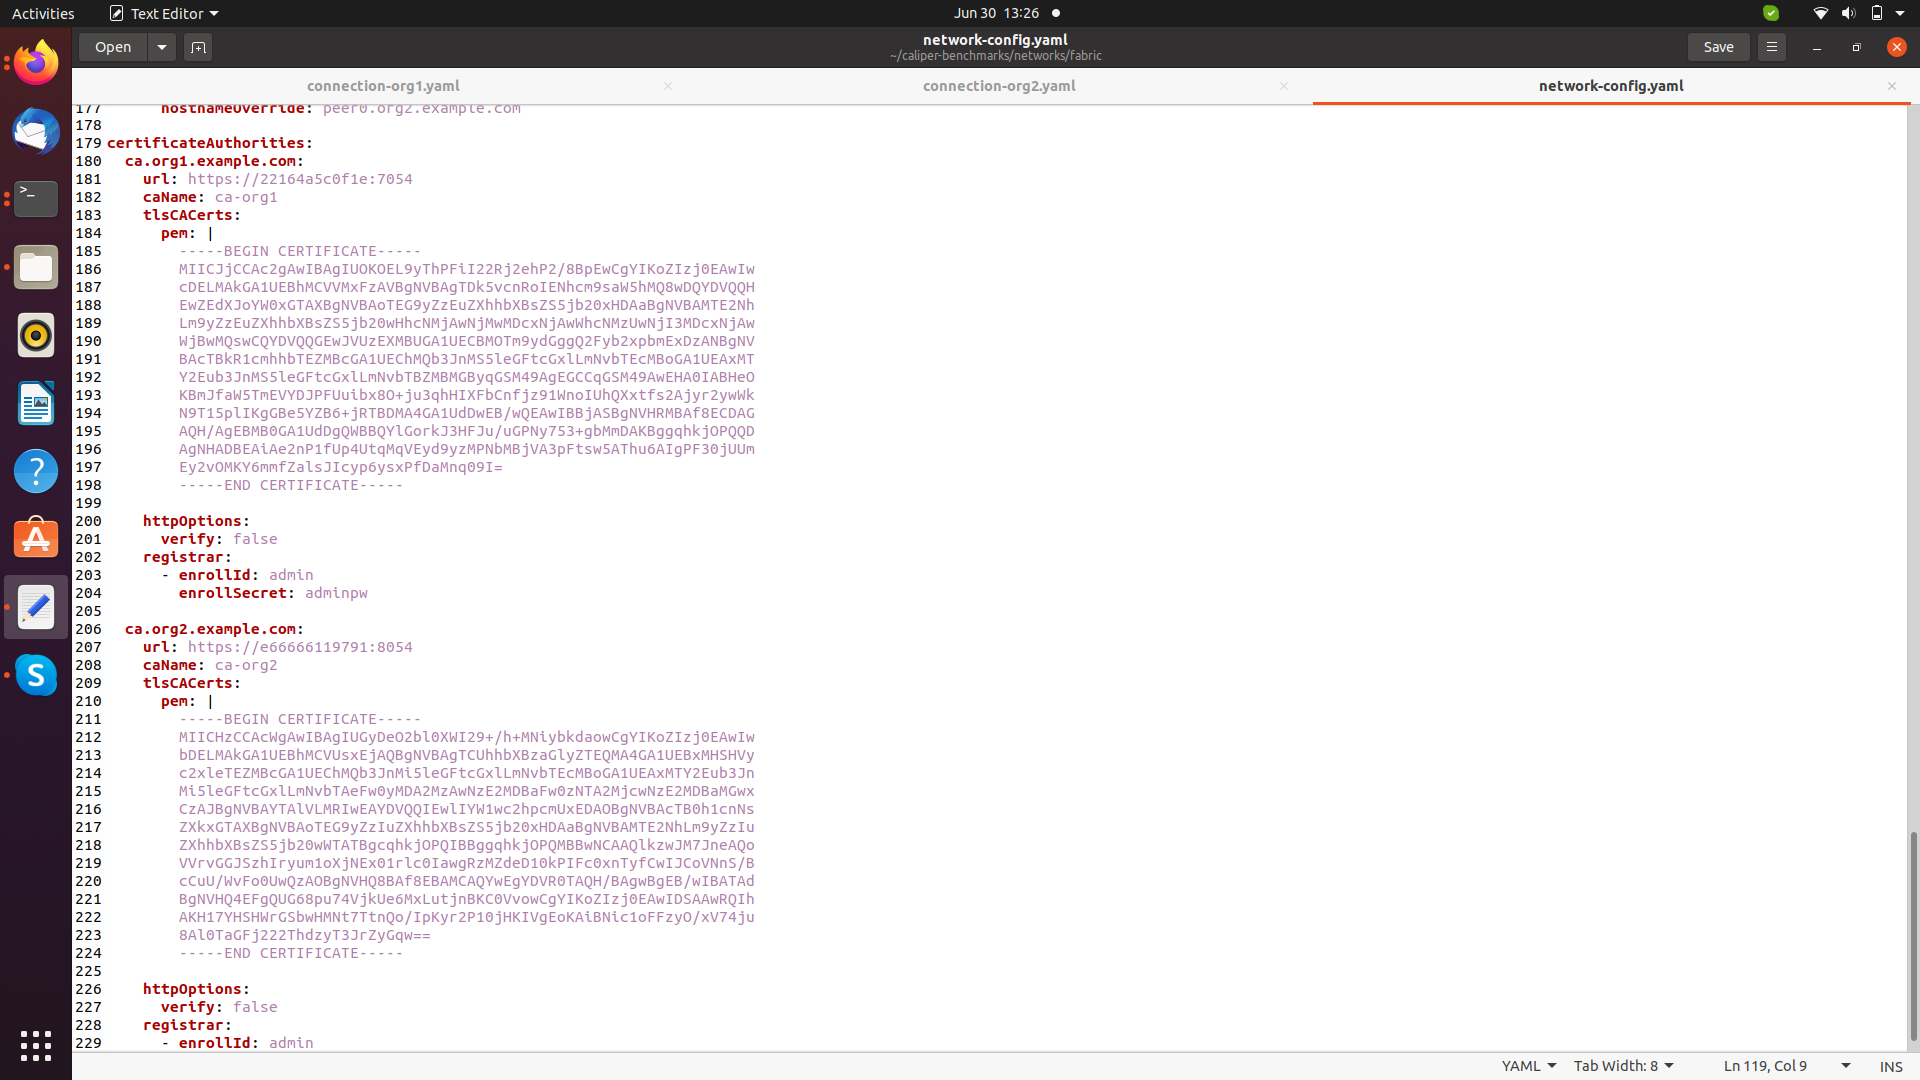 Activities Text Editor Jun 30 13:26
Open network-config.yaml Save
~/caliper-benchmarks/networks/fabric
connection-org1.yaml connection-org2.yaml network-config.yaml
177 hostnameOverride: peer0.org2.example.com
178
179 certificateAuthorities:
180 ca.org1.example.com:
181 url: https://22164a5c0f1e:7054
182 caName: ca-org1
183 tlsCACerts:
184 pem: |
185 -----BEGIN CERTIFICATE-----
186 MIICJjCCAc2gAwIBAgIUOKOEL9yThPFiI22Rj2ehP2/8BpEwCgYIKoZIzj0EAwIw
187 cDELMAkGA1UEBhMCVVMxFzAVBgNVBAgTDk5vcnRoIENhcm9saW5hMQ8wDQYDVQQH
188 EwZEdXJoYW0xGTAXBgNVBAoTEG9yZzEuZXhhbXBsZS5jb20xHDAaBgNVBAMTE2Nh
189 Lm9yZzEuZXhhbXBsZS5jb20wHhcNMjAwNjMwMDcxNjAwWhcNMzUwNjI3MDcxNjAw
190 WjBwMQswCQYDVQQGEwJVUzEXMBUGA1UECBMOTm9ydGggQ2Fyb2xpbmExDzANBgNV
191 BAcTBkR1cmhhbTEZMBcGA1UEChMQb3JnMS5leGFtcGxlLmNvbTEcMBoGA1UEAxMT
192 Y2Eub3JnMS5leGFtcGxlLmNvbTBZMBMGByqGSM49AgEGCCqGSM49AwEHA0IABHeO
193 KBmJfaW5TmEVYDJPFUuibx8O+ju3qhHIXFbCnfjz91WnoIUhQXxtfs2Ajyr2ywWk
194 N9T15plIKgGBe5YZB6+jRTBDMA4GA1UdDwEB/wQEAwIBBjASBgNVHRMBAf8ECDAG
195 AQH/AgEBMB0GA1UdDgQWBBQYlGorkJ3HFJu/uGPNy753+gbMmDAKBggqhkjOPQQD
196 AgNHADBEAiAe2nP1fUp4UtqMqVEyd9yzMPNbMBjVA3pFtsw5AThu6AIgPF30jUUm
197 Ey2vOMKY6mmfZalsJIcyp6ysxPfDaMnq09I=
198 -----END CERTIFICATE-----
199
200 httpOptions:
201 verify: false
202 registrar:
203 - enrollId: admin
204 enrollSecret: adminpw
205
206 ca.org2.example.com:
207 url: https://e66666119791:8054
208 caName: ca-org2
209 tlsCACerts:
210 pem: |
211 -----BEGIN CERTIFICATE-----
212 MIICHzCCAcWgAwIBAgIUGyDeO2bl0XWI29+/h+MNiybkdaowCgYIKoZIzj0EAwIw
213 bDELMAkGA1UEBhMCVUsxEjAQBgNVBAgTCUhhbXBzaGlyZTEQMA4GA1UEBxMHSHVy
214 c2xleTEZMBcGA1UEChMQb3JnMi5leGFtcGxlLmNvbTEcMBoGA1UEAxMTY2Eub3Jn
215 Mi5leGFtcGxlLmNvbTAeFw0yMDA2MzAwNzE2MDBaFw0zNTA2MjcwNzE2MDBaMGwx
216 CzAJBgNVBAYTAlVLMRIwEAYDVQQIEwlIYW1wc2hpcmUxEDAOBgNVBAcTB0h1cnNs
217 ZXkxGTAXBgNVBAoTEG9yZzIuZXhhbXBsZS5jb20xHDAaBgNVBAMTE2NhLm9yZzIu
218 ZXhhbXBsZS5jb20wWTATBgcqhkjOPQIBBggqhkjOPQMBBwNCAAQlkzwJM7JneAQo
219 VVrvGGJSzhIryum1oXjNEx01rlc0IawgRzMZdeD10kPIFc0xnTyfCwIJCoVNnS/B
220 cCuU/WvFo0UwQzAOBgNVHQ8BAf8EBAMCAQYwEgYDVR0TAQH/BAgwBgEB/wIBATAd
221 BgNVHQ4EFgQUG68pu74VjkUe6MxLutjnBKC0VvowCgYIKoZIzj0EAwIDSAAwRQIh
222 AKH17YHSHWrGSbwHMNt7TtnQo/IpKyr2P10jHKIVgEoKAiBNic1oFFzyO/xV74ju
223 8Al0TaGFj222ThdzyT3JrZyGqw==
224 -----END CERTIFICATE-----
225
226 httpOptions:
227 verify: false
228 registrar:
229 - enrollId: admin
YAML Tab Width: 8 Ln 119, Col 9 INS